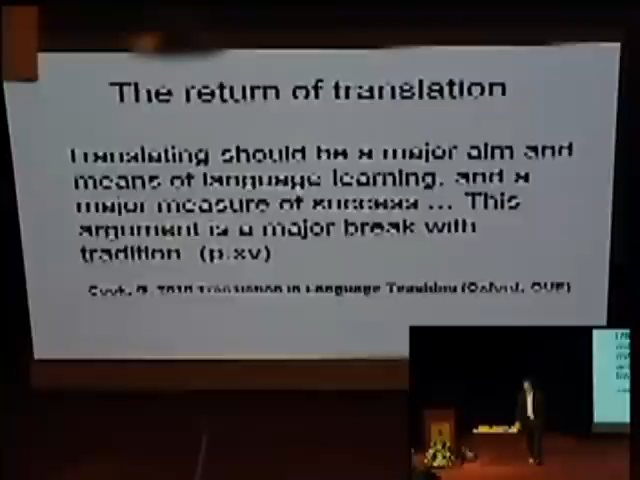 The return of translation
Translating should be a major aim and
means of language learning, and a
major measure of success ... This
argument is a major break with
tradition (p.xv)
Cook, G. 2010 Translation in Language Teaching (Oxford, OUP)